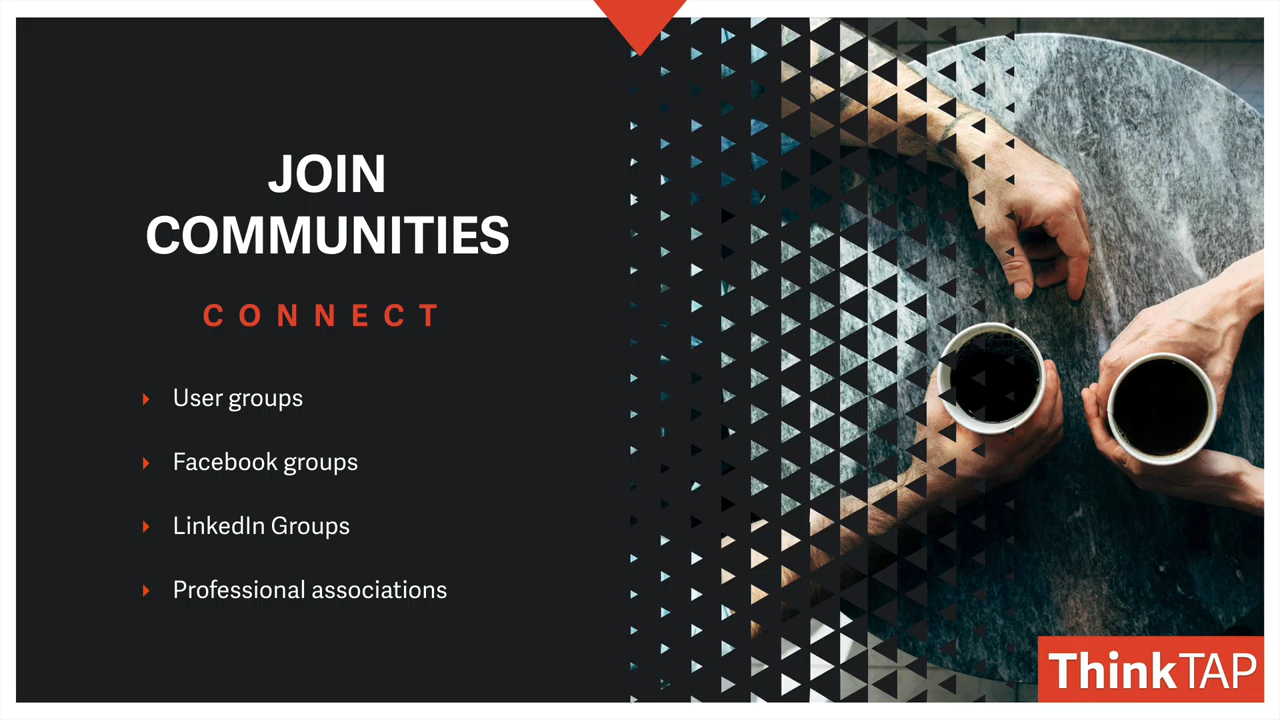 JOIN
COMMUNITIES
CONNECT
User groups
Facebook groups
LinkedIn Groups
Professional associations
ThinkTAP